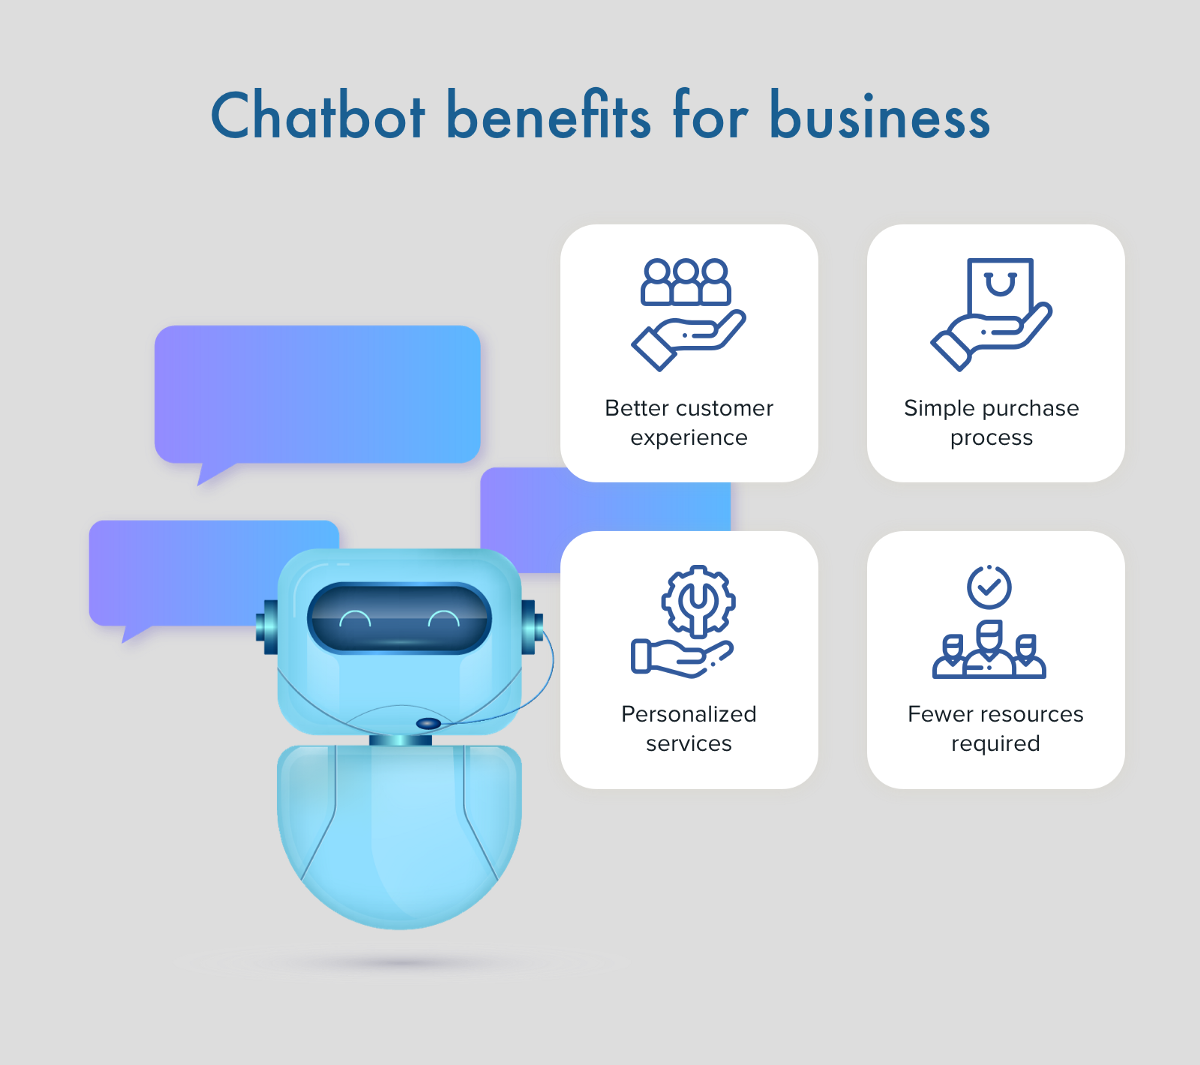 Chatbot benefits for business
Better customer
experience
Simple purchase
process
Personalized
services
Fewer resources
required